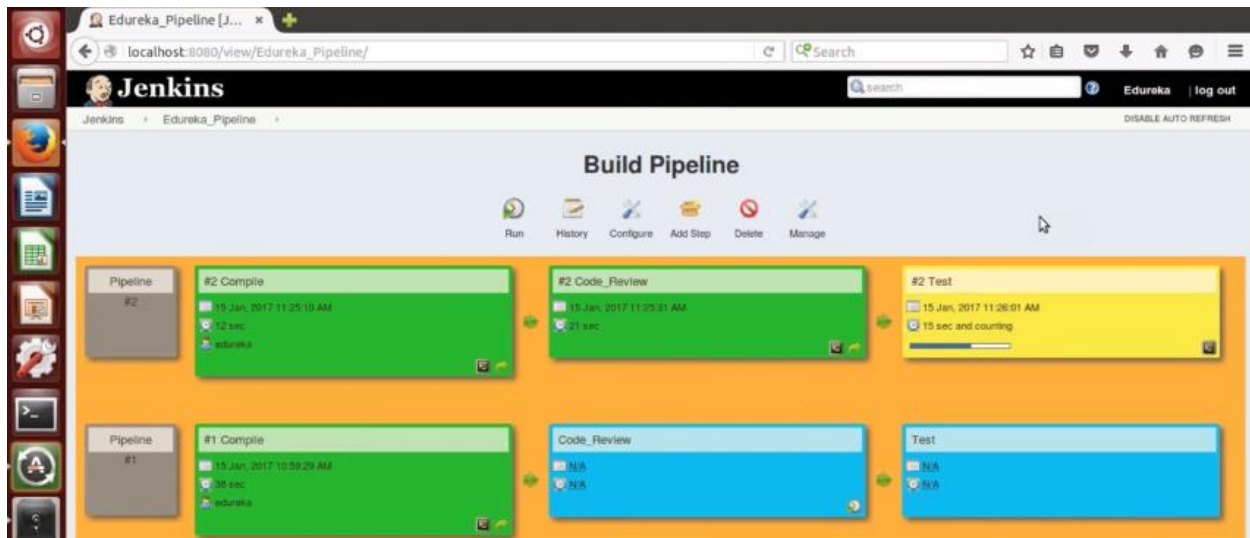 Edureka_Pipeline [J...
localhost:8080/view/Edureka_Pipeline/
Search
Jenkins
search
Edureka | log out
Jenkins
Edureka_Pipeline
DISABLE AUTO REFRESH
Build Pipeline
Run
History
Configure
Add Step
Delete
Manage
Pipeline
#2
#2 Compile
15 Jan, 2017 11:25:10 AM
12 sec
edureka
#2 Code_Review
15 Jan, 2017 11:25:31 AM
21 sec
#2 Test
15 Jan, 2017 11:26:01 AM
15 sec and counting
Pipeline
#1
#1 Compile
15 Jan, 2017 10:59:29 AM
38 sec
edureka
Code_Review
N/A
N/A
Test
N/A
N/A